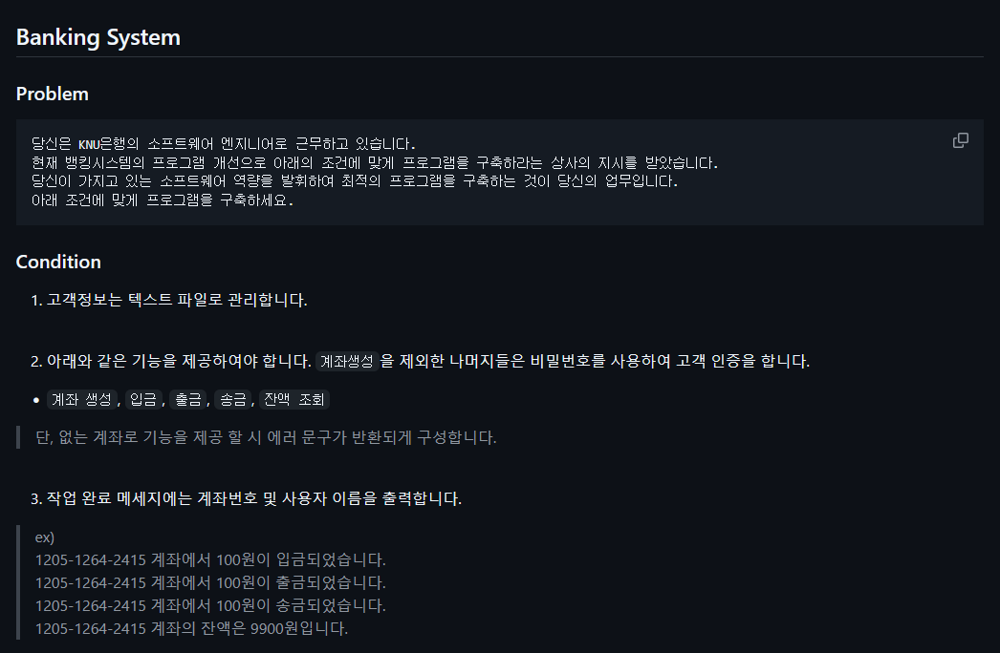 Banking System
Problem
당신은 KNU은행의 소프트웨어 엔지니어로 근무하고 있습니다.
현재 뱅킹시스템의 프로그램 개선으로 아래의 조건에 맞게 프로그램을 구축하라는 상사의 지시를 받았습니다.
당신이 가지고 있는 소프트웨어 역량을 발휘하여 최적의 프로그램을 구축하는 것이 당신의 업무입니다.
아래 조건에 맞게 프로그램을 구축하세요.
Condition
1. 고객정보는 텍스트 파일로 관리합니다.
2. 아래와 같은 기능을 제공하여야 합니다. 계좌생성을 제외한 나머지들은 비밀번호를 사용하여 고객 인증을 합니다.
• 계좌 생성, 입금, 출금, 송금, 잔액 조회
단, 없는 계좌로 기능을 제공 할 시 에러 문구가 반환되게 구성합니다.
3. 작업 완료 메세지에는 계좌번호 및 사용자 이름을 출력합니다.
ex)
1205-1264-2415 계좌에서 100원이 입금되었습니다.
1205-1264-2415 계좌에서 100원이 출금되었습니다.
1205-1264-2415 계좌에서 100원이 송금되었습니다.
1205-1264-2415 계좌의 잔액은 9900원입니다.